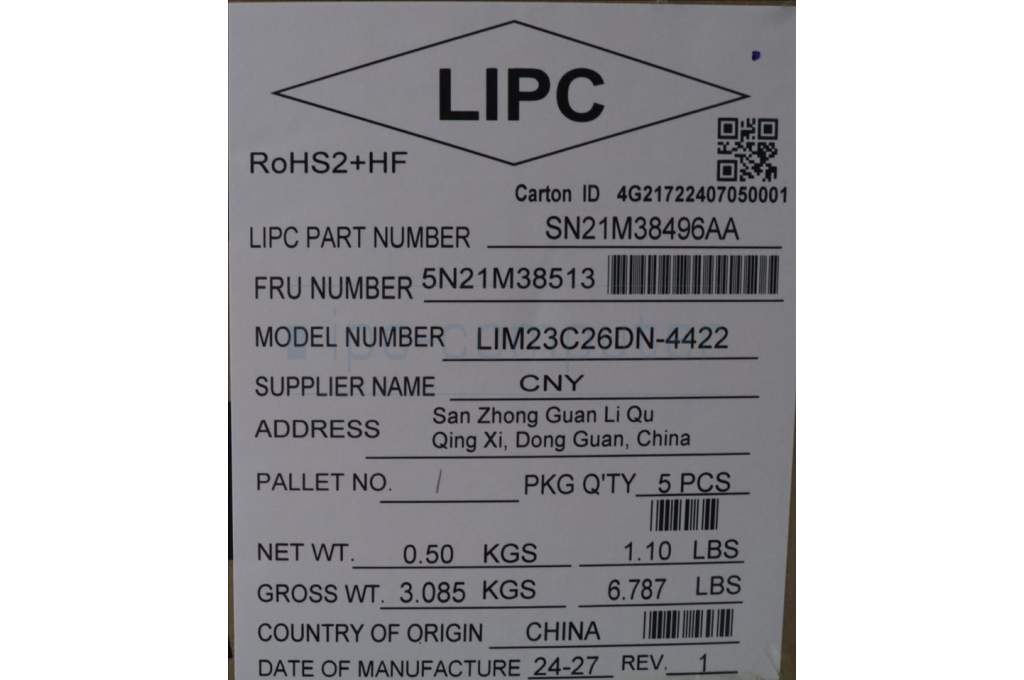 LIPC
RoHS2+HF
Carton ID 4G21722407050001
LIPC PART NUMBER SN21M38496AA
FRU NUMBER 5N21M38513
MODEL NUMBER LIM23C26DN-4422
ipc computer
SUPPLIER NAME CNY
ADDRESS San Zhong Guan Li Qu
Qing Xi, Dong Guan, China
PALLET NO. / PKG Q'TY 5 PCS
NET WT. 0.50 KGS 1.10 LBS
GROSS WT. 3.085 KGS 6.787 LBS
COUNTRY OF ORIGIN CHINA
DATE OF MANUFACTURE 24-27 REV. 1